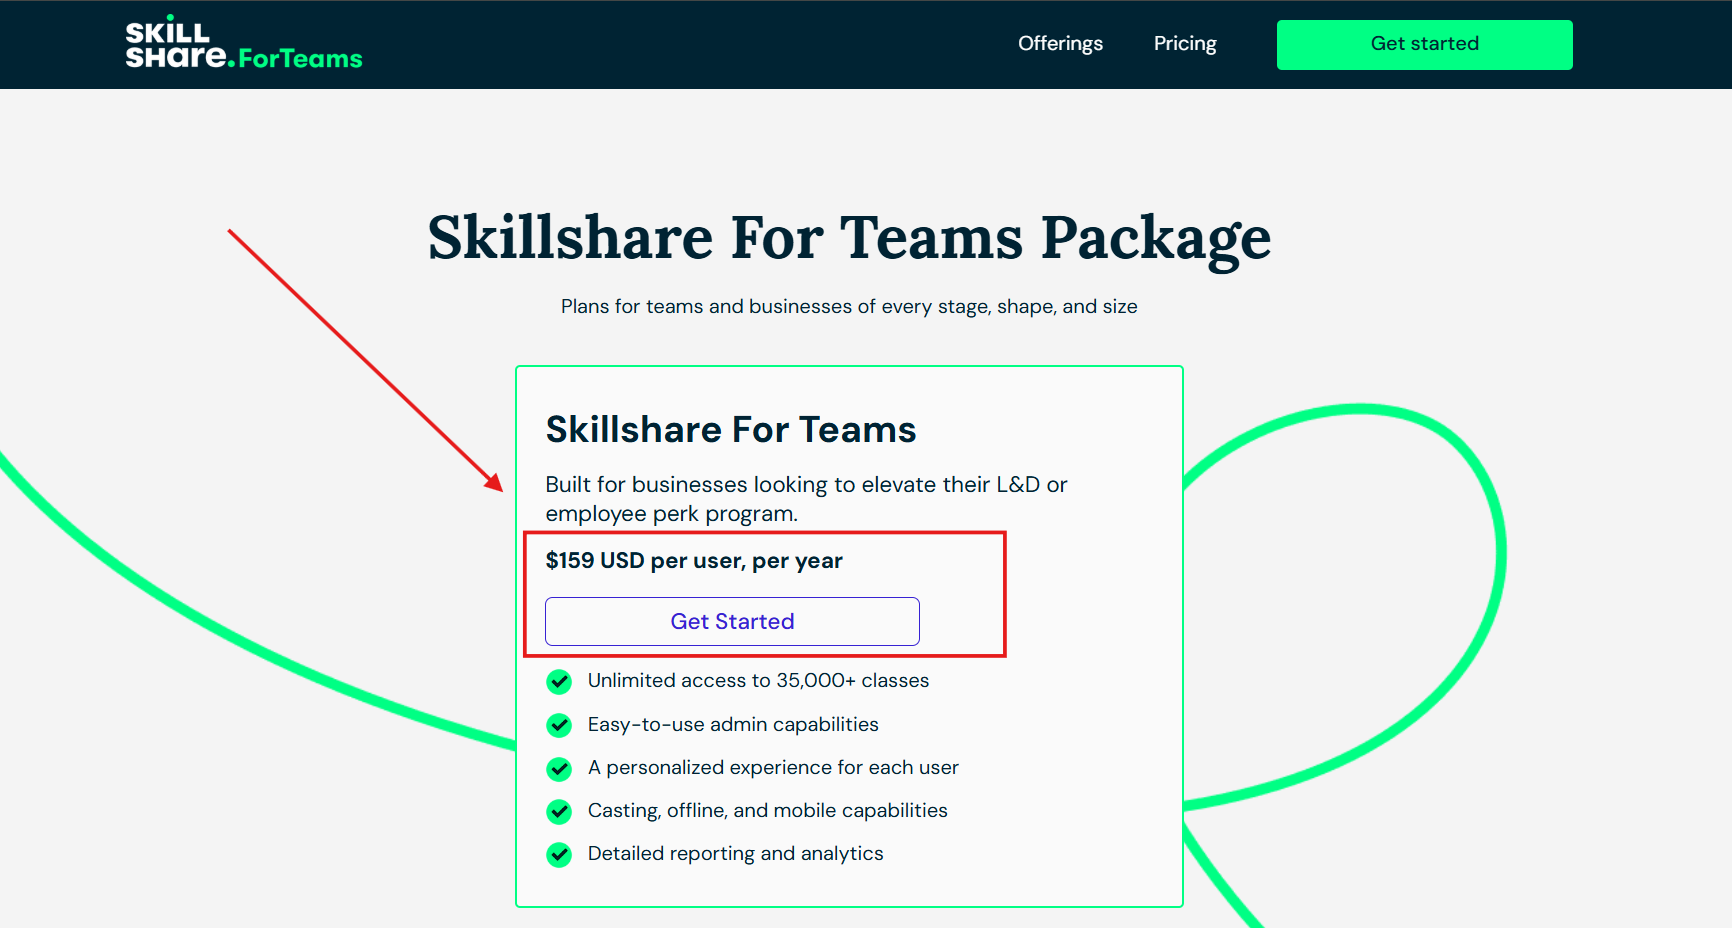 SKILL
SHare.ForTeams
Offerings
Pricing
Get started
Skillshare For Teams Package
Plans for teams and businesses of every stage, shape, and size
Skillshare For Teams
Built for businesses looking to elevate their L&D or
employee perk program.
$159 USD per user, per year
Get Started
Unlimited access to 35,000+ classes
Easy-to-use admin capabilities
A personalized experience for each user
Casting, offline, and mobile capabilities
Detailed reporting and analytics